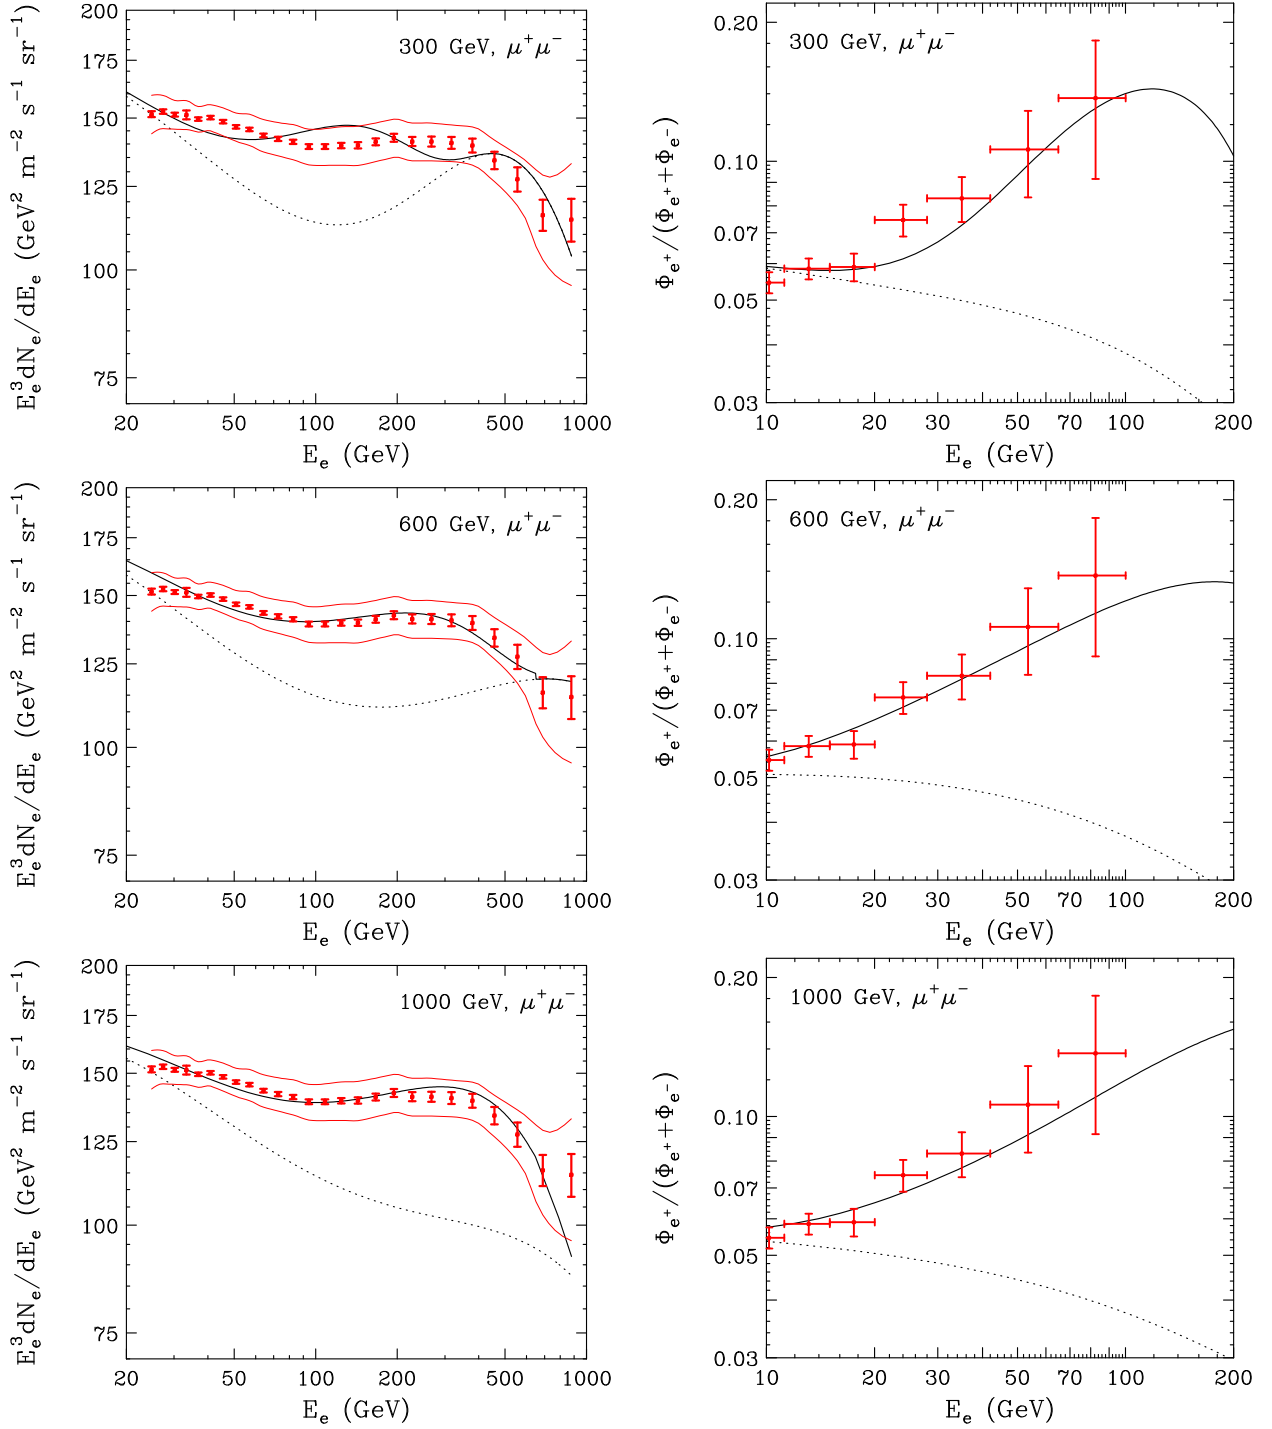 E_e^3 dN_e/dE_e (GeV² m⁻² s⁻¹ sr⁻¹)
200
175
150
125
100
75
300 GeV, μ⁺μ⁻
20 50 100 200 500 1000
E_e (GeV)
Φ_e⁺/(Φ_e⁺+Φ_e⁻)
0.20
0.10
0.07
0.05
0.03
300 GeV, μ⁺μ⁻
10 20 30 50 70 100 200
E_e (GeV)
E_e^3 dN_e/dE_e (GeV² m⁻² s⁻¹ sr⁻¹)
200
175
150
125
100
75
600 GeV, μ⁺μ⁻
20 50 100 200 500 1000
E_e (GeV)
Φ_e⁺/(Φ_e⁺+Φ_e⁻)
0.20
0.10
0.07
0.05
0.03
600 GeV, μ⁺μ⁻
10 20 30 50 70 100 200
E_e (GeV)
E_e^3 dN_e/dE_e (GeV² m⁻² s⁻¹ sr⁻¹)
200
175
150
125
100
75
1000 GeV, μ⁺μ⁻
20 50 100 200 500 1000
E_e (GeV)
Φ_e⁺/(Φ_e⁺+Φ_e⁻)
0.20
0.10
0.07
0.05
0.03
1000 GeV, μ⁺μ⁻
10 20 30 50 70 100 200
E_e (GeV)